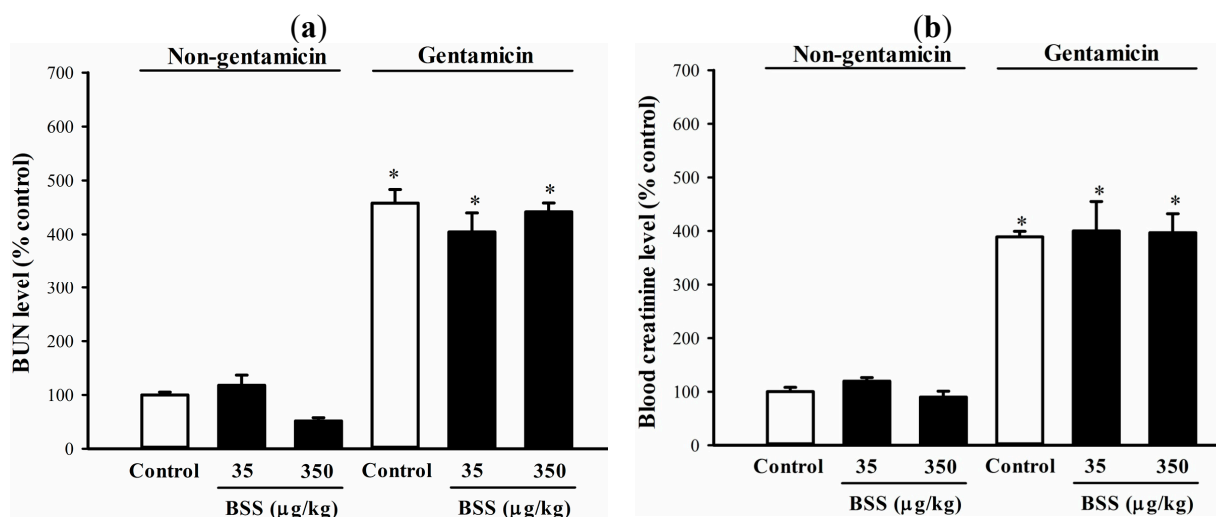 (a)
Non-gentamicin Gentamicin
700
600
500
400
300
200
100
0
BUN level (% control)
* * *
Control 35 350 Control 35 350
BSS (μg/kg) BSS (μg/kg)
(b)
Non-gentamicin Gentamicin
700
600
500
400
300
200
100
0
Blood creatinine level (% control)
* * *
Control 35 350 Control 35 350
BSS (μg/kg) BSS (μg/kg)